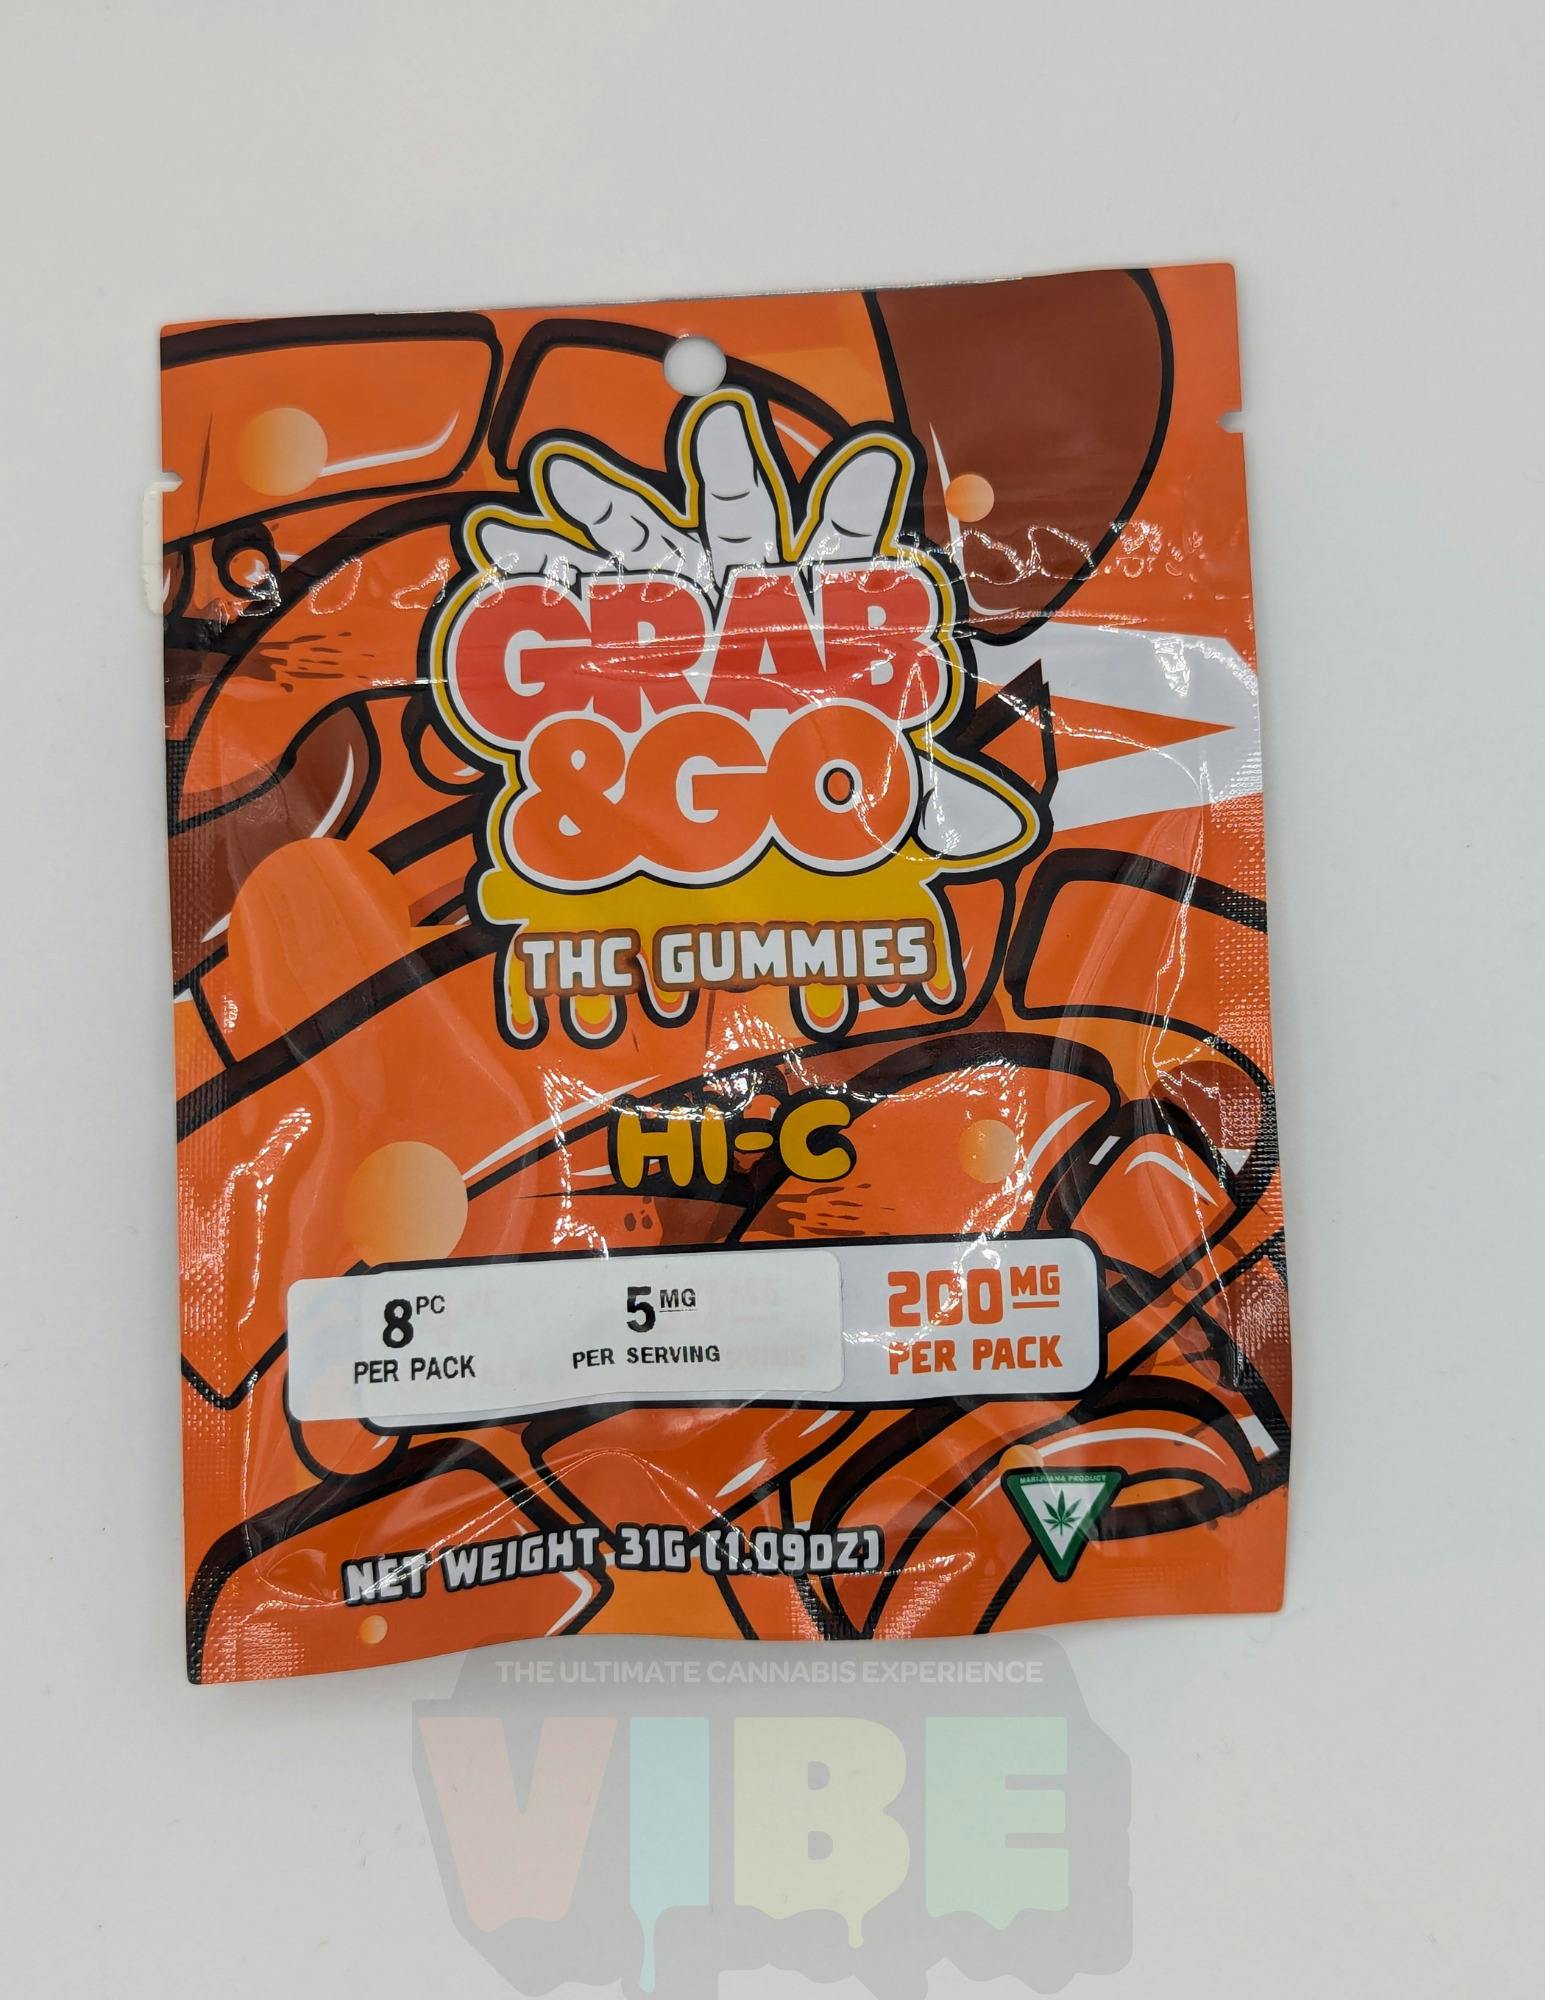 GRAB
&GO
THC GUMMIES
HI-C
8PC
PER PACK
5MG
PER SERVING
200MG
PER PACK
MARIJUANA PRODUCT
NET WEIGHT 31G (1.09OZ)
THE ULTIMATE CANNABIS EXPERIENCE
VIBE